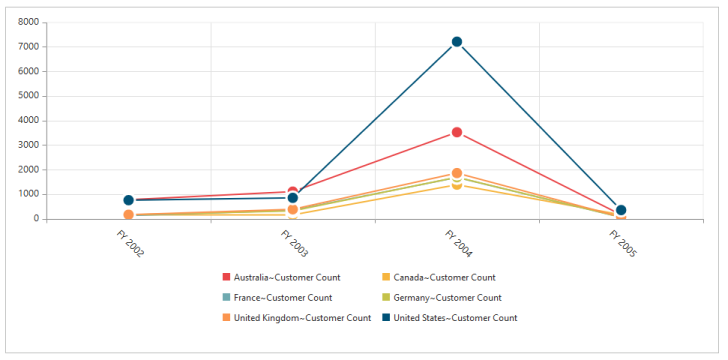 8000
7000
6000
5000
4000
3000
2000
1000
0
FY 2002 FY 2003 FY 2004 FY 2005
Australia~Customer Count Canada~Customer Count
France~Customer Count Germany~Customer Count
United Kingdom~Customer Count United States~Customer Count